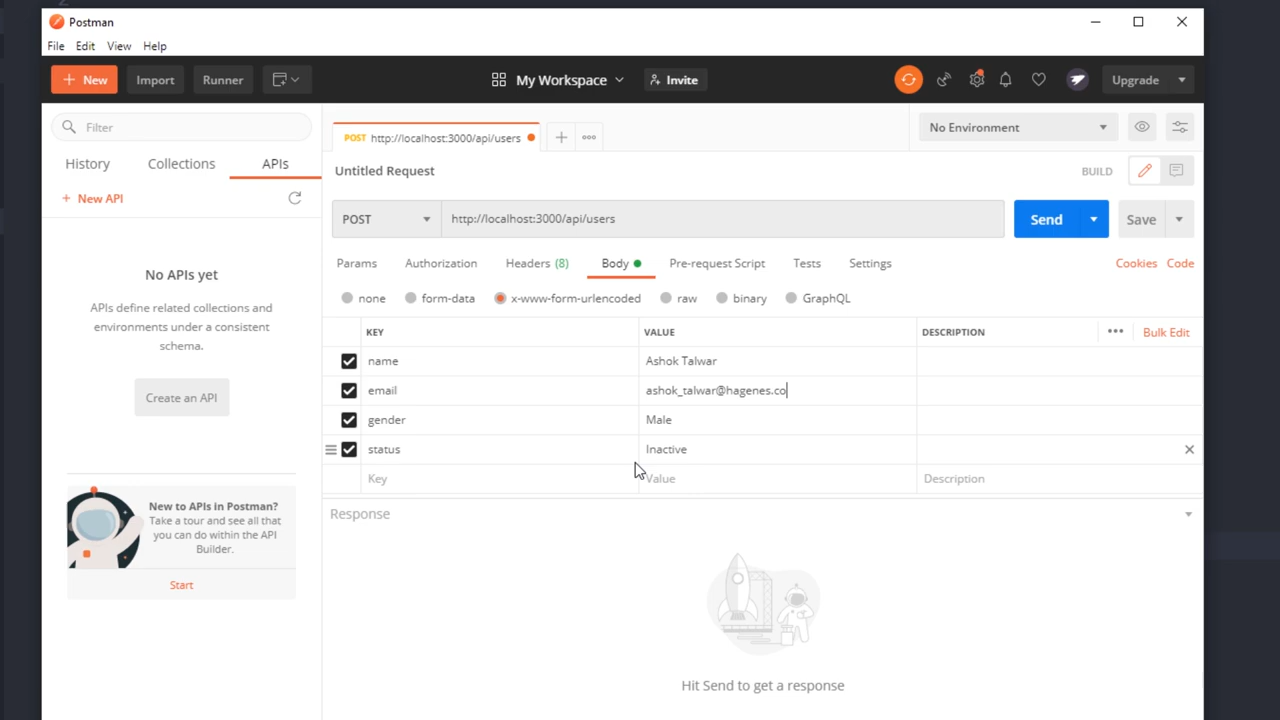 Postman
File Edit View Help
New Import Runner My Workspace Invite Upgrade
Filter
History Collections APIs
+ New API
No APIs yet
APIs define related collections and
environments under a consistent
schema.
Create an API
New to APIs in Postman?
Take a tour and see all that
you can do within the API
Builder.
Start
POST http://localhost:3000/api/users
No Environment
Untitled Request
BUILD
POST http://localhost:3000/api/users Send Save
Params Authorization Headers (8) Body Pre-request Script Tests Settings Cookies Code
none form-data x-www-form-urlencoded raw binary GraphQL
KEY VALUE DESCRIPTION Bulk Edit
name Ashok Talwar
email ashok_talwar@hagenes.co
gender Male
status Inactive
Key Value Description
Response
Hit Send to get a response